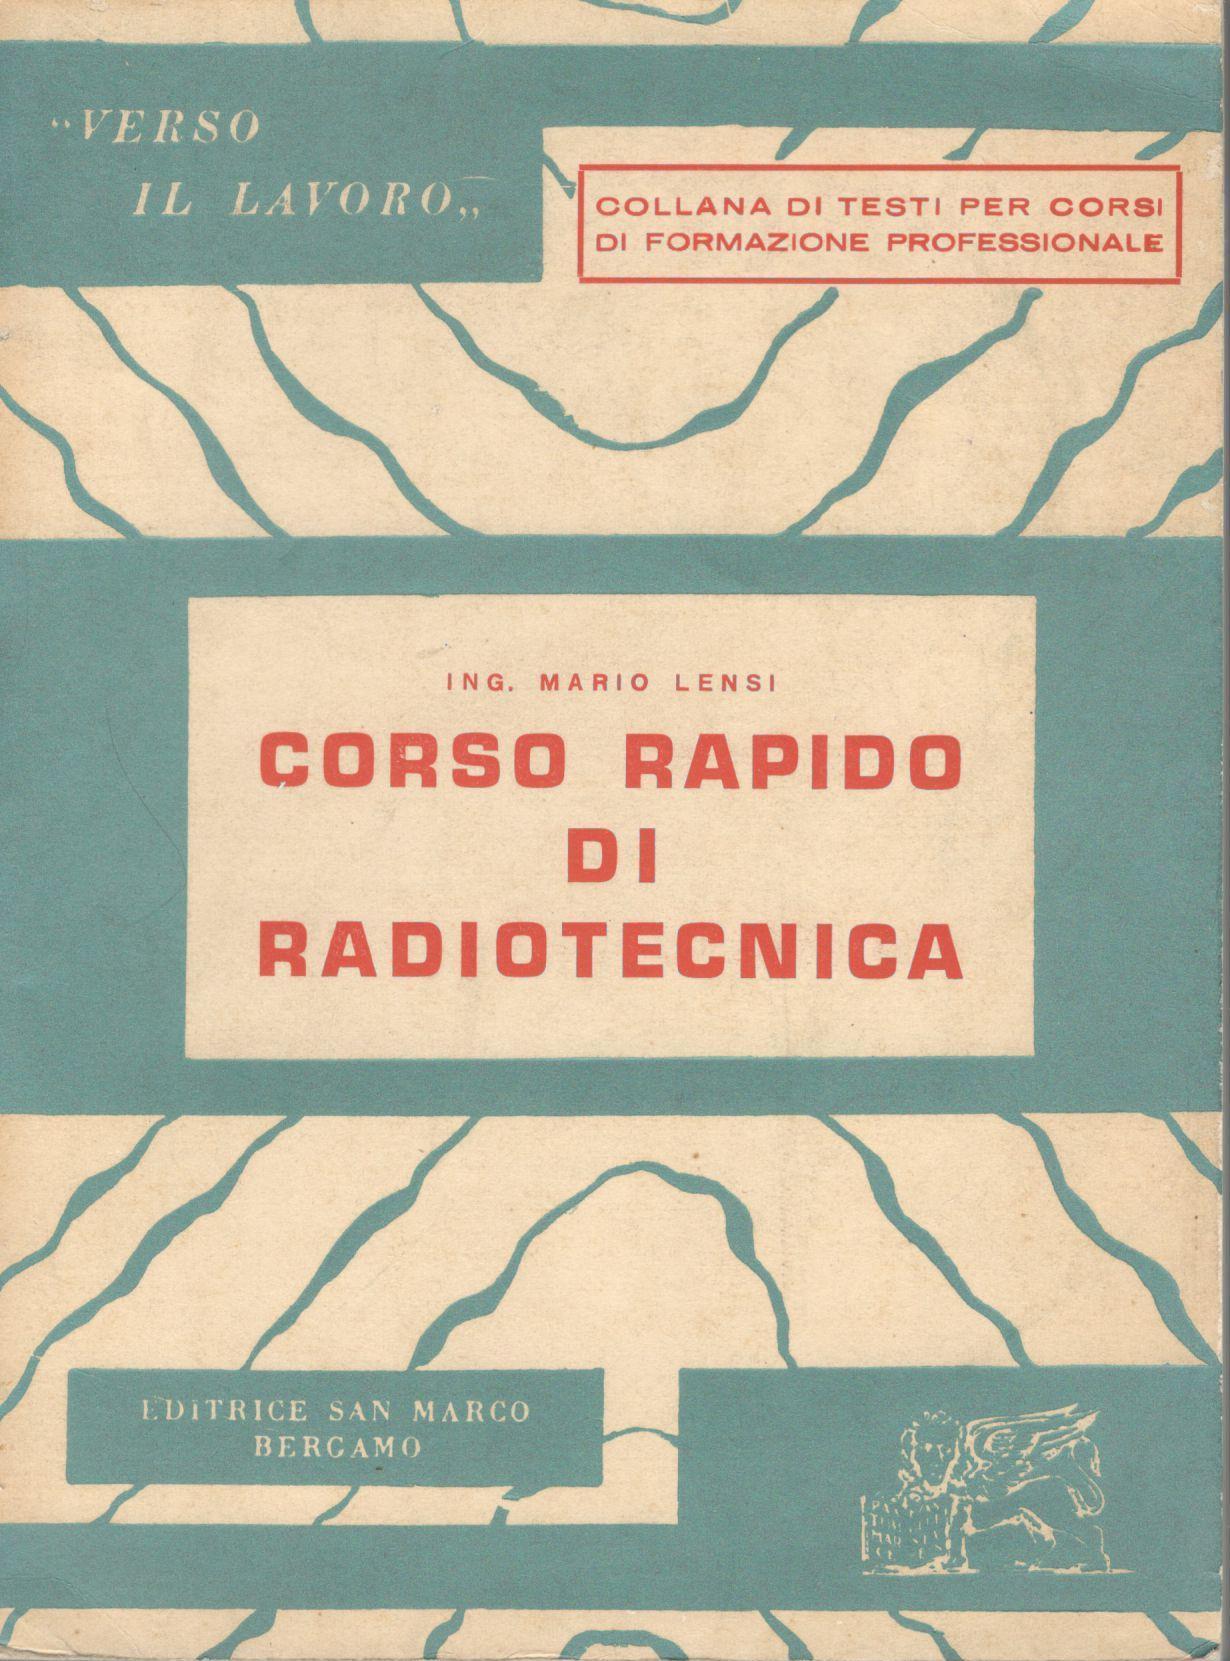 “VERSO
IL LAVORO„
COLLANA DI TESTI PER CORSI
DI FORMAZIONE PROFESSIONALE
ING. MARIO LENSI
CORSO RAPIDO
DI
RADIOTECNICA
EDITRICE SAN MARCO
BERGAMO